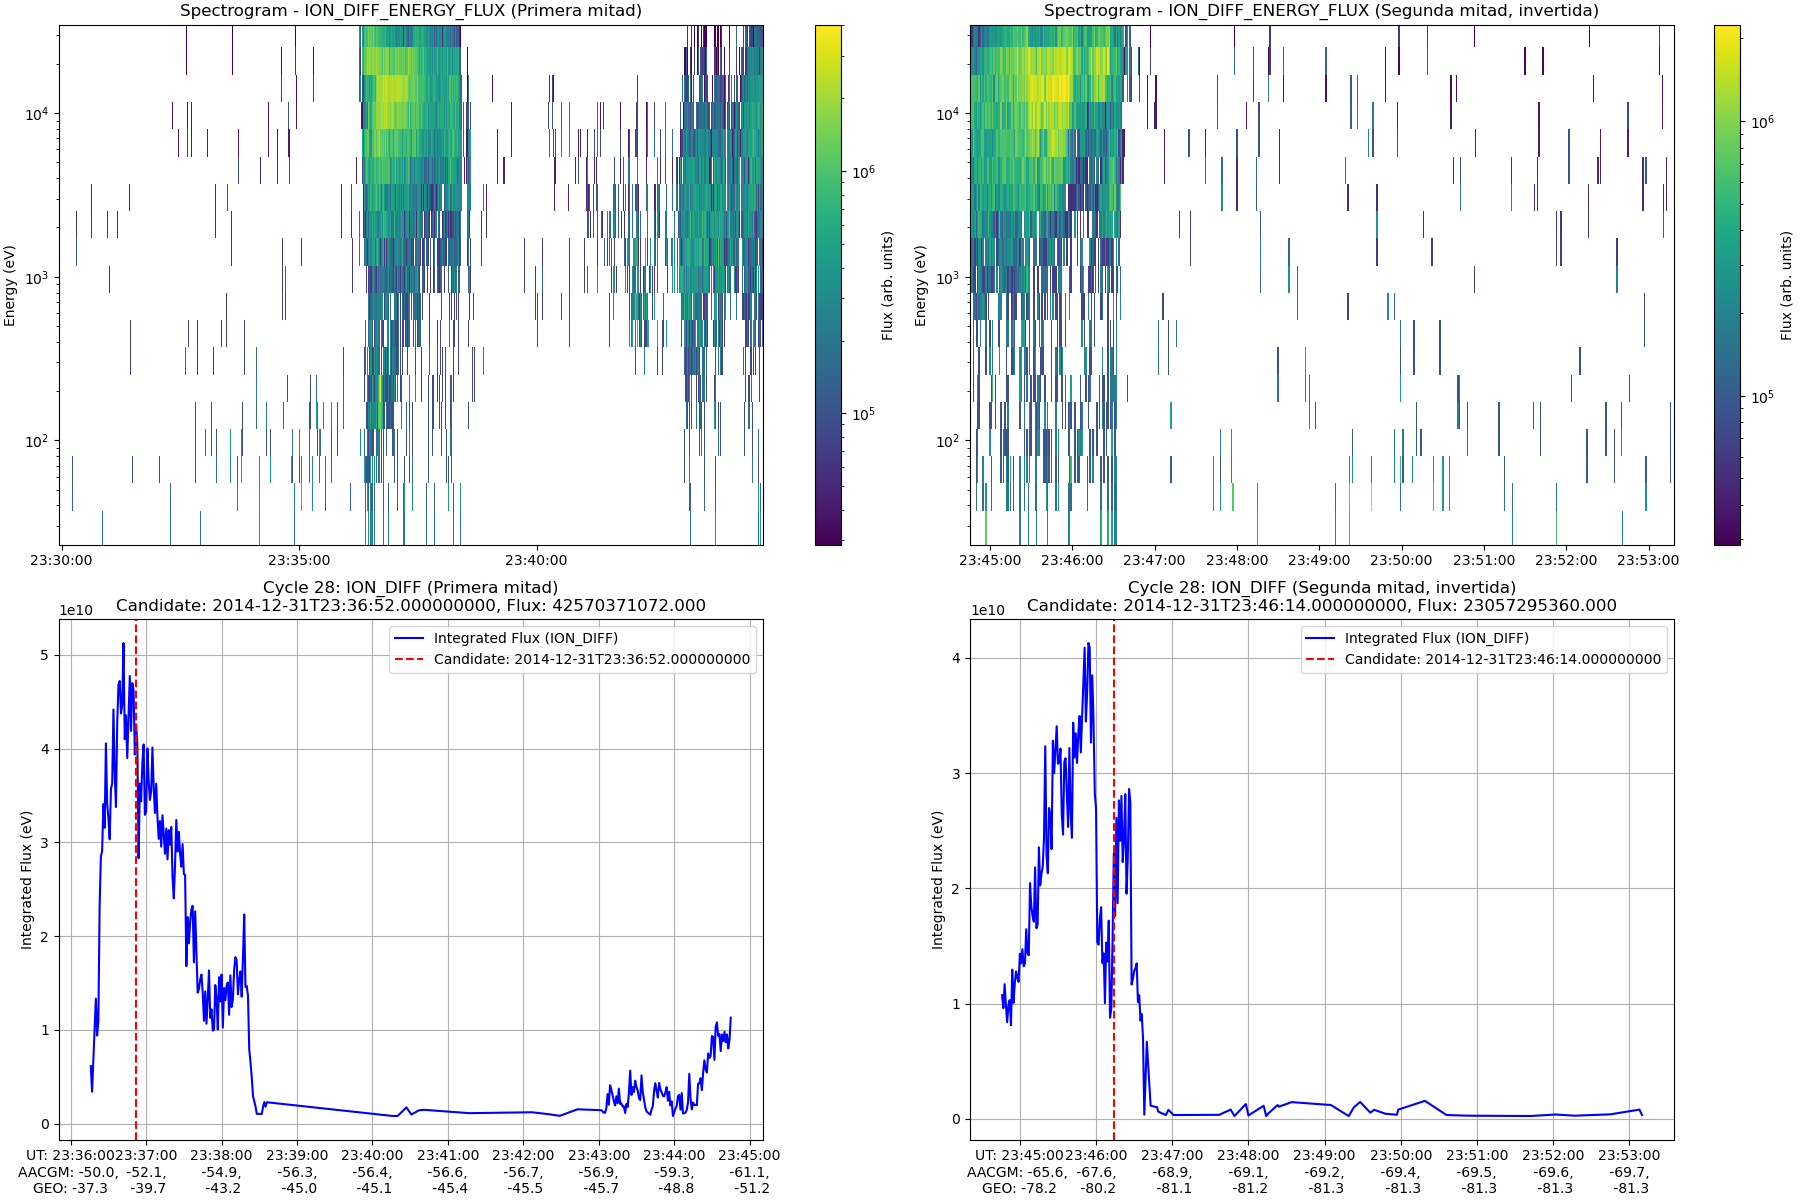 Spectrogram - ION_DIFF_ENERGY_FLUX (Primera mitad)
Energy (eV)
10^4
10^3
10^2
23:30:00 23:35:00 23:40:00
10^6
10^5
Flux (arb. units)
Spectrogram - ION_DIFF_ENERGY_FLUX (Segunda mitad, invertida)
Energy (eV)
10^4
10^3
10^2
23:45:00 23:46:00 23:47:00 23:48:00 23:49:00 23:50:00 23:51:00 23:52:00 23:53:00
10^6
10^5
Flux (arb. units)
Cycle 28: ION_DIFF (Primera mitad)
Candidate: 2014-12-31T23:36:52.000000000, Flux: 42570371072.000
1e10
Integrated Flux (ION_DIFF)
Candidate: 2014-12-31T23:36:52.000000000
Integrated Flux (eV)
5
4
3
2
1
0
UT: 23:36:00 23:37:00 23:38:00 23:39:00 23:40:00 23:41:00 23:42:00 23:43:00 23:44:00 23:45:00
AACGM: -50.0, -52.1, -54.9, -56.3, -56.4, -56.6, -56.7, -56.9, -59.3, -61.1,
GEO: -37.3 -39.7 -43.2 -45.0 -45.1 -45.4 -45.5 -45.7 -48.8 -51.2
Cycle 28: ION_DIFF (Segunda mitad, invertida)
Candidate: 2014-12-31T23:46:14.000000000, Flux: 23057295360.000
1e10
Integrated Flux (ION_DIFF)
Candidate: 2014-12-31T23:46:14.000000000
Integrated Flux (eV)
4
3
2
1
0
UT: 23:45:00 23:46:00 23:47:00 23:48:00 23:49:00 23:50:00 23:51:00 23:52:00 23:53:00
AACGM: -65.6, -67.6, -68.9, -69.1, -69.2, -69.4, -69.5, -69.6, -69.7,
GEO: -78.2 -80.2 -81.1 -81.2 -81.3 -81.3 -81.3 -81.3 -81.3